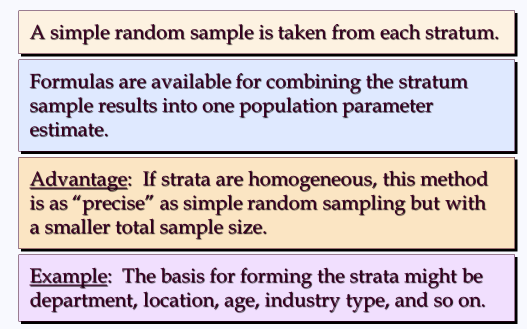 A simple random sample is taken from each stratum.
Formulas are available for combining the stratum
sample results into one population parameter
estimate.
Advantage:  If strata are homogeneous, this method
is as “precise” as simple random sampling but with
a smaller total sample size.
Example:  The basis for forming the strata might be
department, location, age, industry type, and so on.